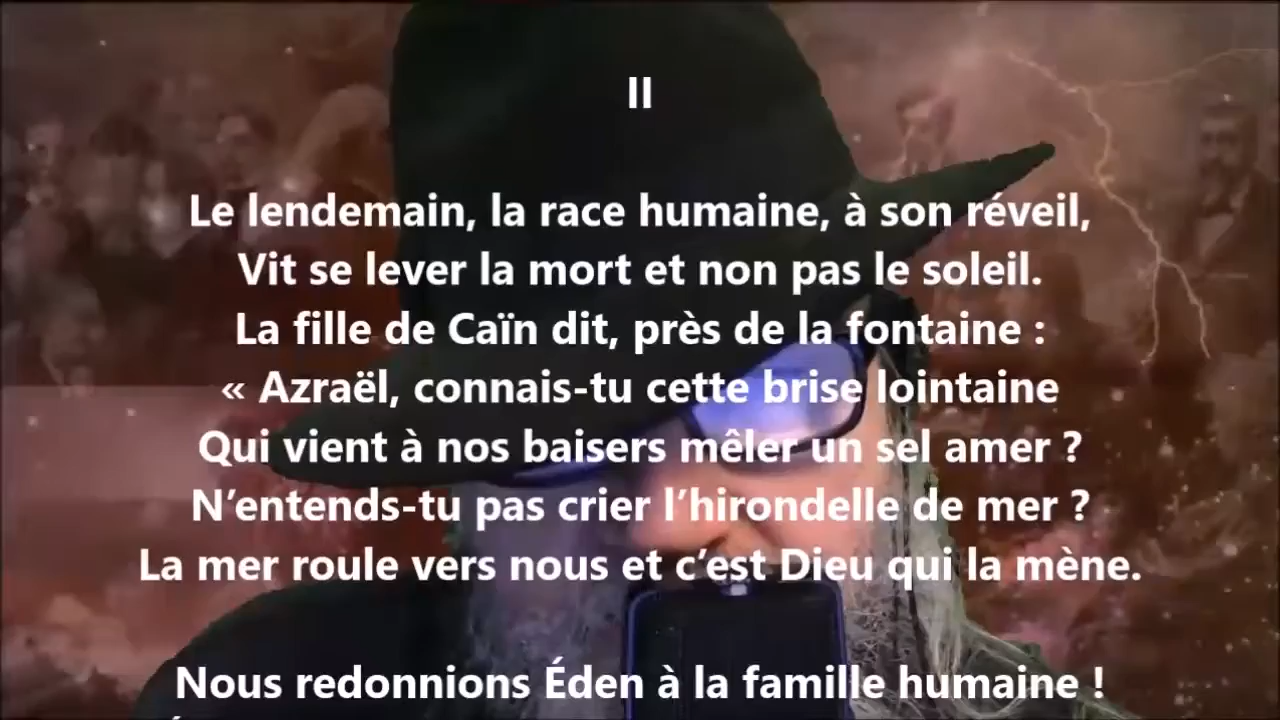 II
Le lendemain, la race humaine, à son réveil,
Vit se lever la mort et non pas le soleil.
La fille de Caïn dit, près de la fontaine :
« Azraël, connais-tu cette brise lointaine
Qui vient à nos baisers mêler un sel amer ?
N’entends-tu pas crier l’hirondelle de mer ?
La mer roule vers nous et c’est Dieu qui la mène.
Nous redonnions Éden à la famille humaine !